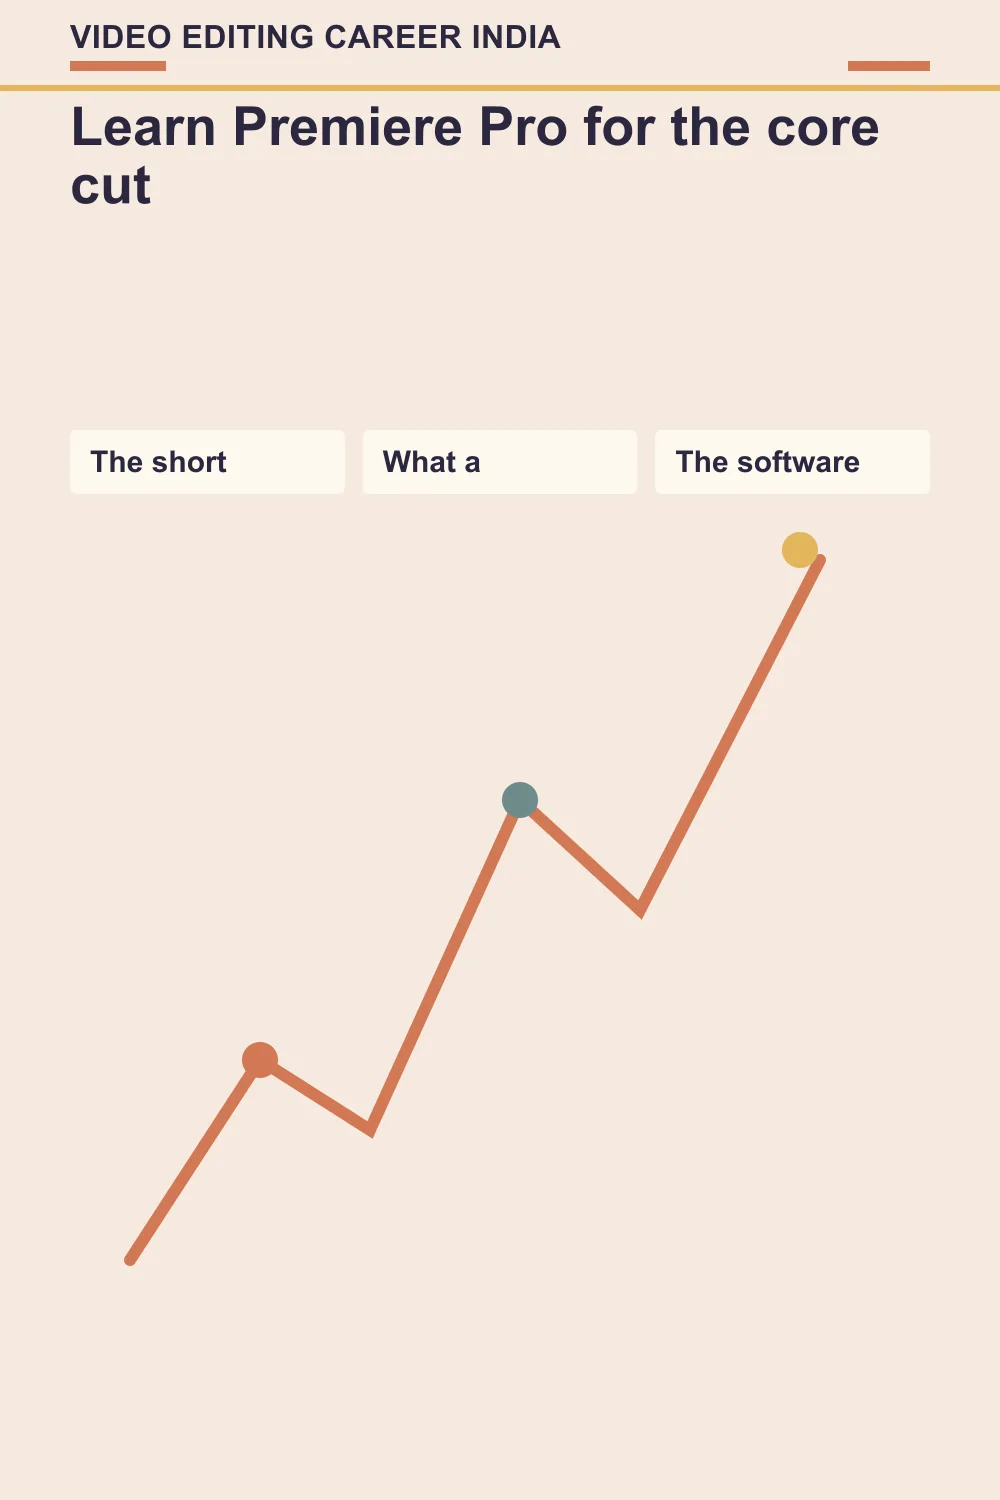 VIDEO EDITING CAREER INDIA
Learn Premiere Pro for the core
cut
The short
What a
The software